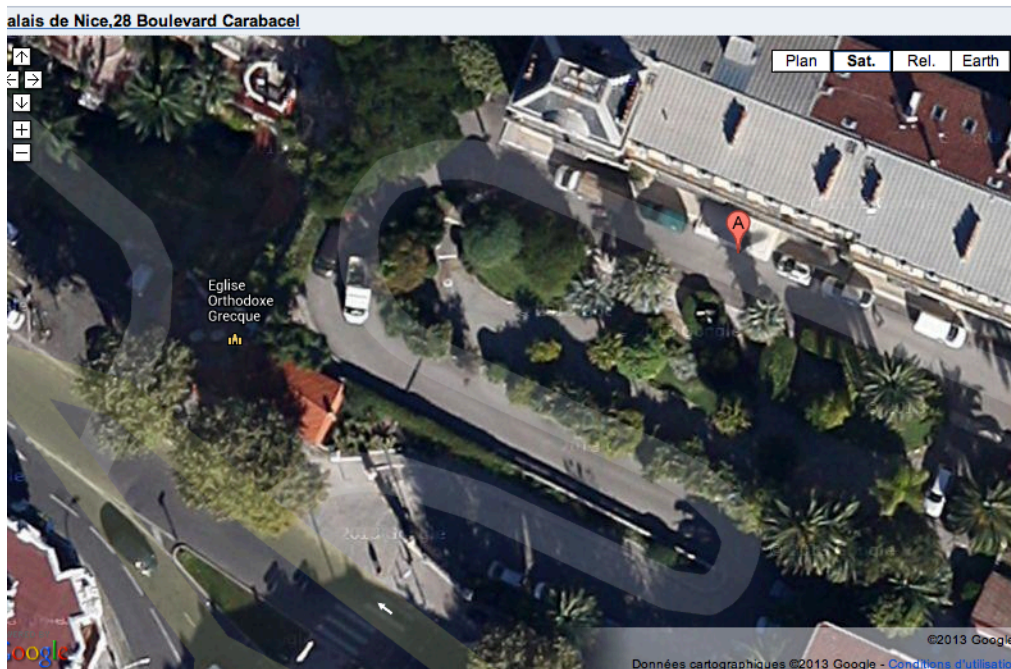 alais de Nice,28 Boulevard Carabacel
Plan Sat. Rel. Earth
A
Eglise
Orthodoxe
Grecque
©2013 Google
Google
Données cartographiques ©2013 Google - Conditions d'utilisation